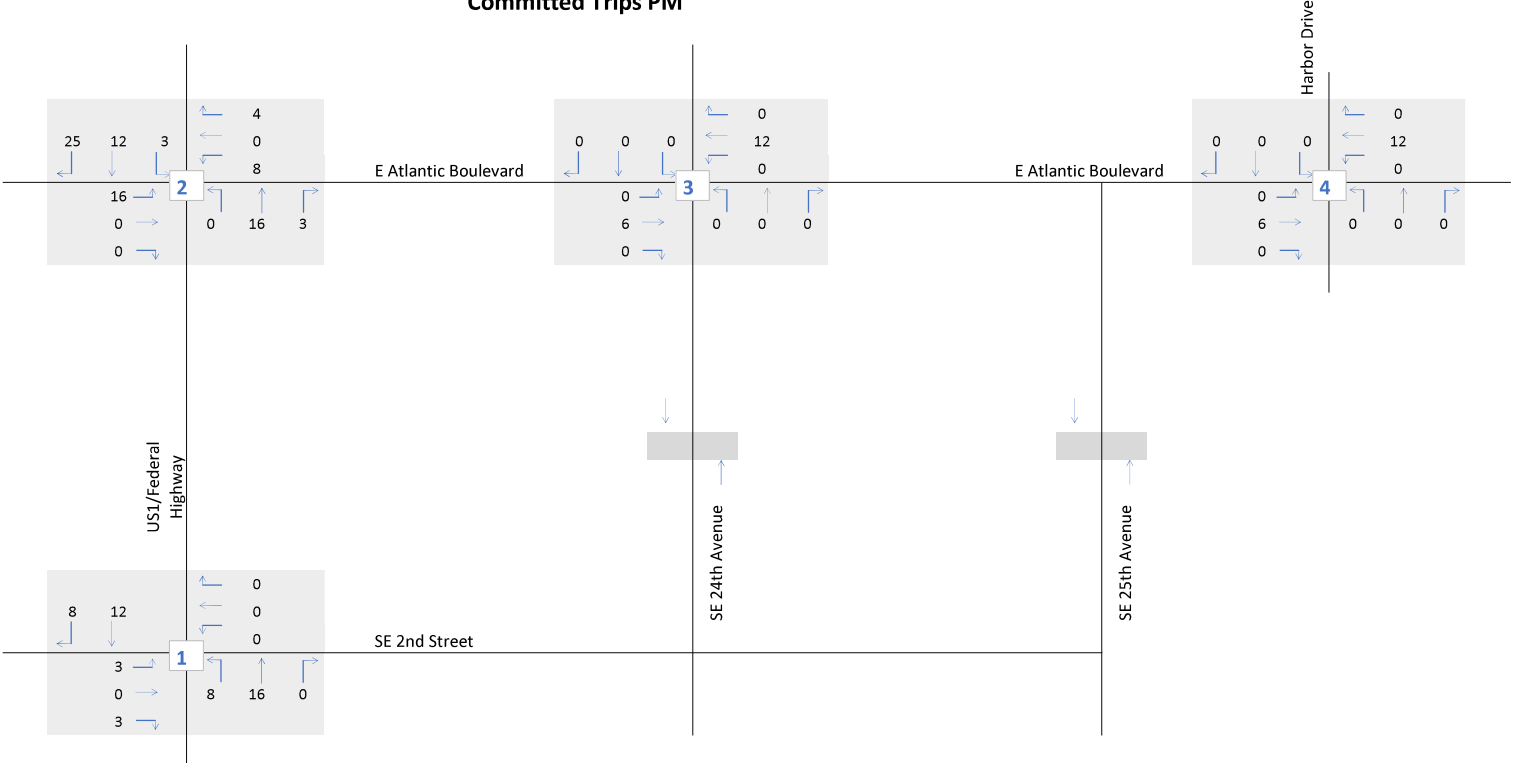 Committed Trips PM
Harbor Drive
4
25 12 3
0
8
2
16
0
0
0 16 3
E Atlantic Boulevard
0
0 0 0
12
0
3
0
6
0
0 0 0
E Atlantic Boulevard
0
0 0 0
12
0
4
0
6
0
0 0 0
US1/Federal
Highway
SE 24th Avenue
SE 25th Avenue
0
8 12
0
0
1
3
0
3
8 16 0
SE 2nd Street